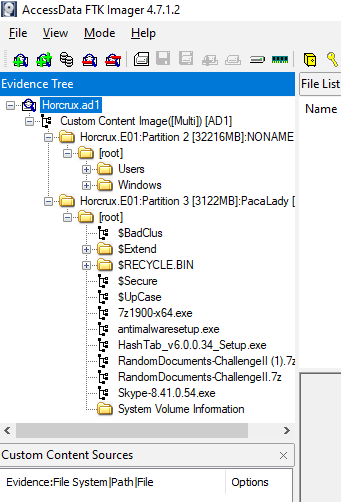 AccessData FTK Imager 4.7.1.2
File View Mode Help
Evidence Tree
File List
Name
Horcrux.ad1
Custom Content Image([Multi]) [AD1]
Horcrux.E01:Partition 2 [32216MB]:NONAME
[root]
Users
Windows
Horcrux.E01:Partition 3 [3122MB]:PacaLady [
[root]
$BadClus
$Extend
$RECYCLE.BIN
$Secure
$UpCase
7z1900-x64.exe
antimalwaresetup.exe
HashTab_v6.0.0.34_Setup.exe
RandomDocuments-ChallengeII (1).7z
RandomDocuments-ChallengeII.7z
Skype-8.41.0.54.exe
System Volume Information
Custom Content Sources
Evidence:File System|Path|File
Options